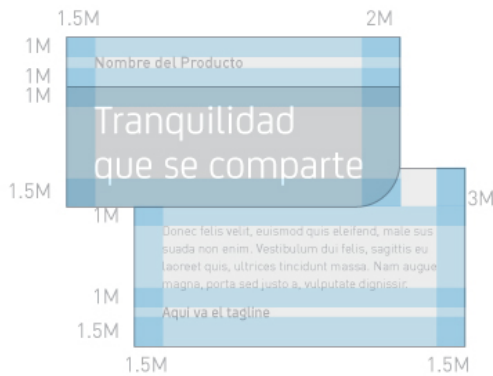 1.5M 2M
1M
Nombre del Producto
1M
1M
Tranquilidad
que se comparte
1.5M
3M
1M
Donec felis velit, euismod quis eleifend, male sus
suada non enim. Vestibulum dui felis, sagittis eu
laoreet quis, ultrices tincidunt massa. Nam augue
magna, porta sed justo a, vulputate dignissir.
1M
Aqui va el tagline
1.5M
1.5M 1.5M